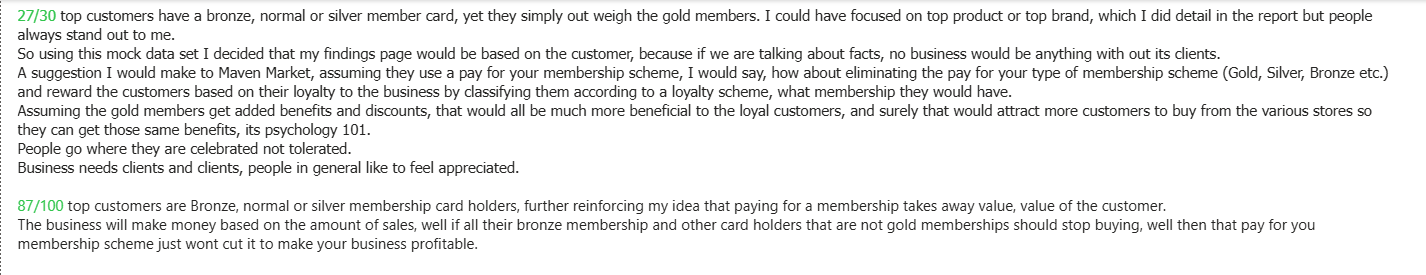 27/30 top customers have a bronze, normal or silver member card, yet they simply out weigh the gold members. I could have focused on top product or top brand, which I did detail in the report but people
always stand out to me.
So using this mock data set I decided that my findings page would be based on the customer, because if we are talking about facts, no business would be anything with out its clients.
A suggestion I would make to Maven Market, assuming they use a pay for your membership scheme, I would say, how about eliminating the pay for your type of membership scheme (Gold, Silver, Bronze etc.)
and reward the customers based on their loyalty to the business by classifying them according to a loyalty scheme, what membership they would have.
Assuming the gold members get added benefits and discounts, that would all be much more beneficial to the loyal customers, and surely that would attract more customers to buy from the various stores so
they can get those same benefits, its psychology 101.
People go where they are celebrated not tolerated.
Business needs clients and clients, people in general like to feel appreciated.
87/100 top customers are Bronze, normal or silver membership card holders, further reinforcing my idea that paying for a membership takes away value, value of the customer.
The business will make money based on the amount of sales, well if all their bronze membership and other card holders that are not gold memberships should stop buying, well then that pay for you
membership scheme just wont cut it to make your business profitable.